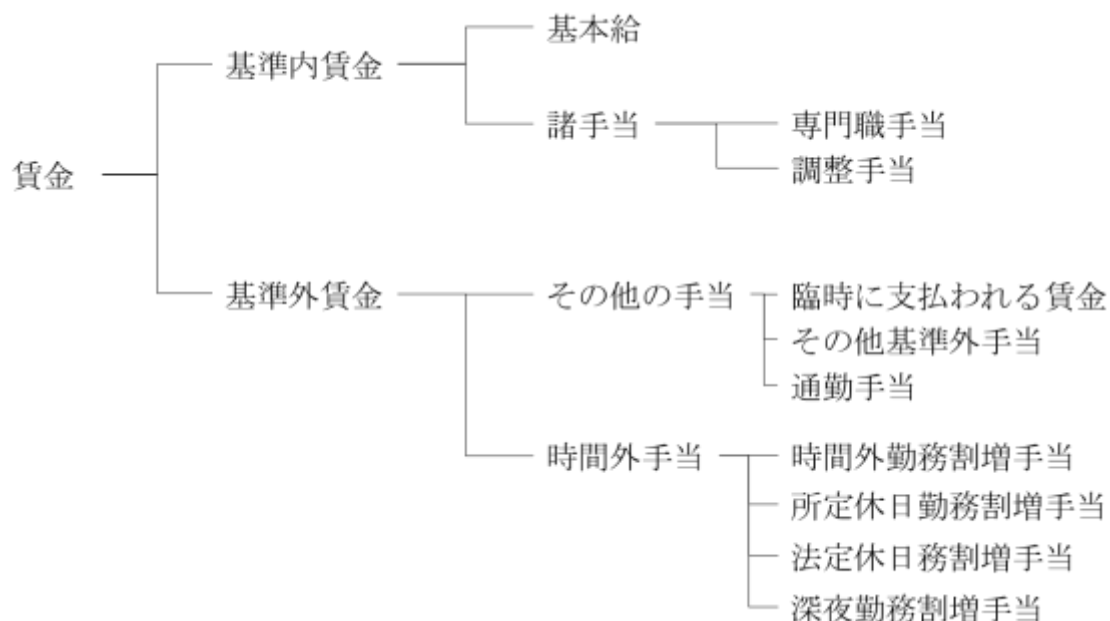 賃金
基準内賃金
基本給
諸手当
専門職手当
調整手当
基準外賃金
その他の手当
臨時に支払われる賃金
その他基準外手当
通勤手当
時間外手当
時間外勤務割増手当
所定休日勤務割増手当
法定休日務割増手当
深夜勤務割増手当